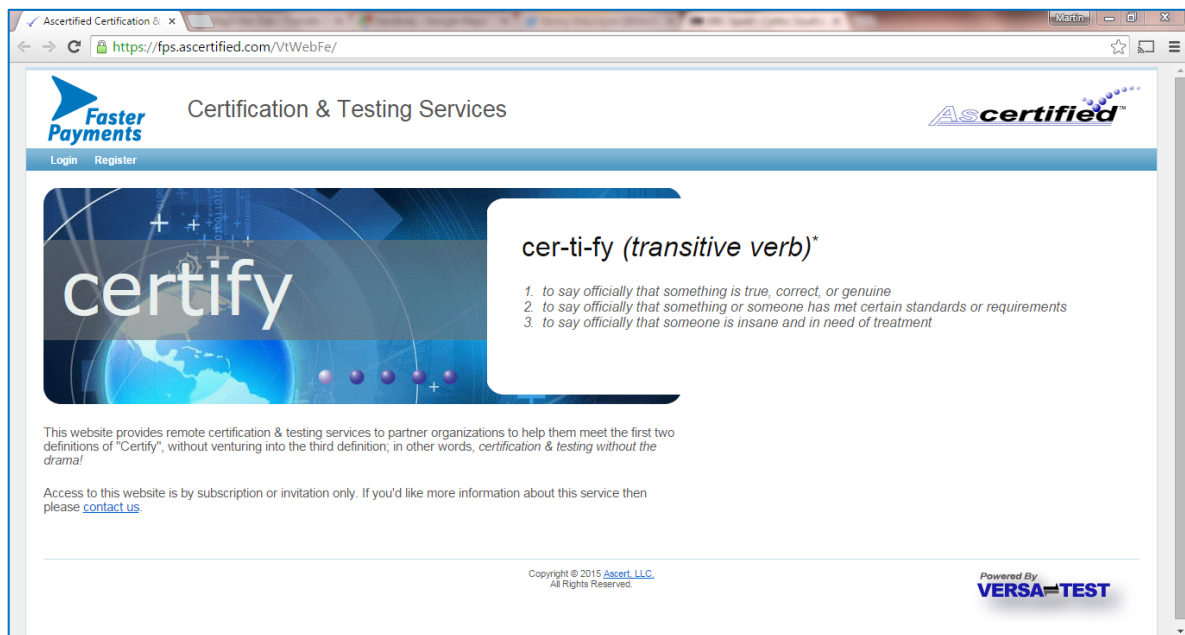 Ascertified Certification &
Martin
https://fps.ascertified.com/VtWebFe/
Faster
Payments
Certification & Testing Services
Ascertified™
Login Register
certify
cer-ti-fy (transitive verb)*
1. to say officially that something is true, correct, or genuine
2. to say officially that something or someone has met certain standards or requirements
3. to say officially that someone is insane and in need of treatment
This website provides remote certification & testing services to partner organizations to help them meet the first two
definitions of "Certify", without venturing into the third definition; in other words, certification & testing without the
drama!
Access to this website is by subscription or invitation only. If you'd like more information about this service then
please contact us.
Copyright © 2015 Ascert, LLC.
All Rights Reserved.
Powered By
VERSA TEST